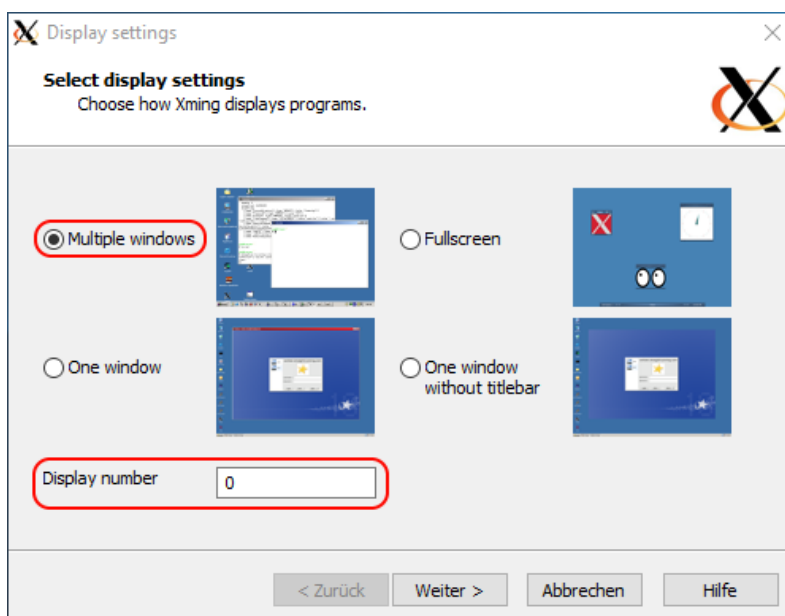 Display settings
Select display settings
Choose how Xming displays programs.
Multiple windows
Fullscreen
One window
One window
without titlebar
Display number
0
< Zurück
Weiter >
Abbrechen
Hilfe